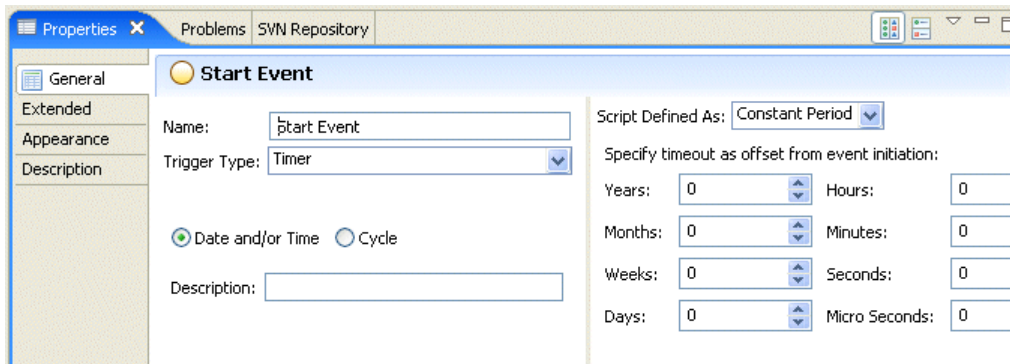 Properties Problems SVN Repository
General
Extended
Appearance
Description
Start Event
Name: Start Event
Trigger Type: Timer
Date and/or Time Cycle
Description:
Script Defined As: Constant Period
Specify timeout as offset from event initiation:
Years: 0 Hours: 0
Months: 0 Minutes: 0
Weeks: 0 Seconds: 0
Days: 0 Micro Seconds: 0